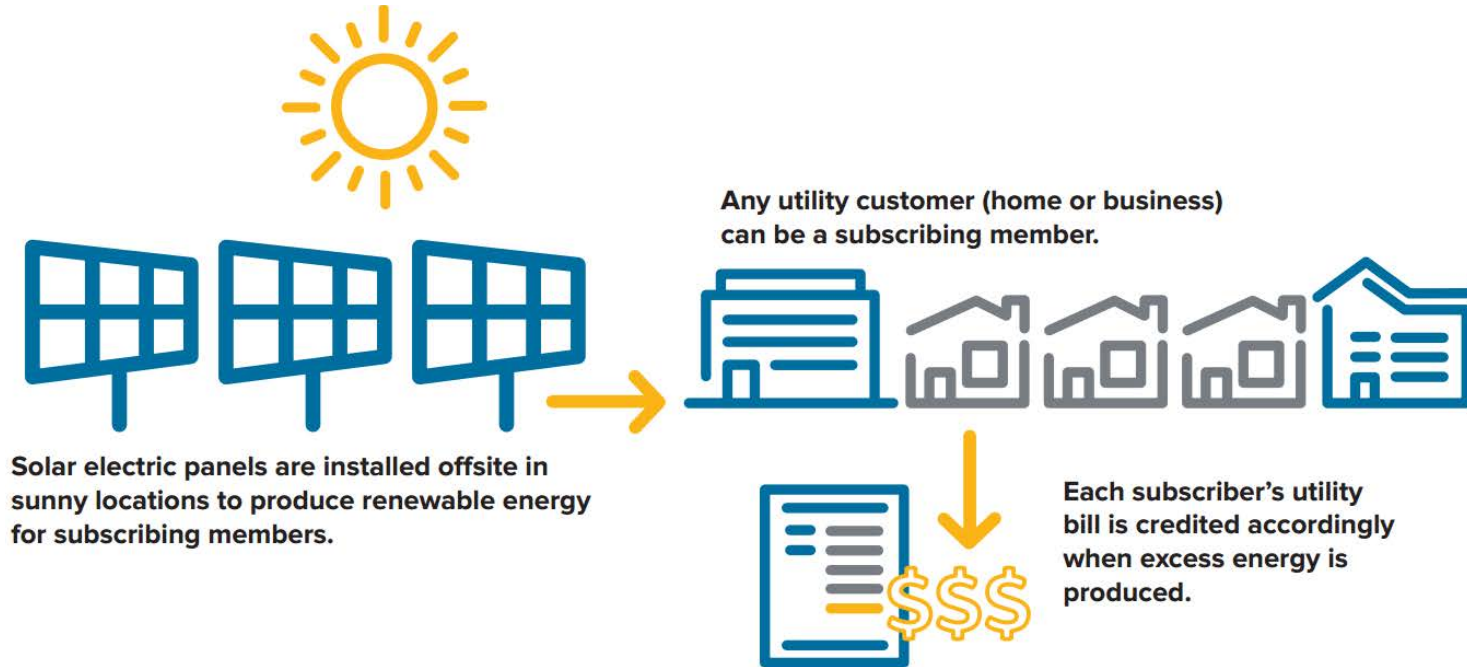 Any utility customer (home or business)
can be a subscribing member.
Solar electric panels are installed offsite in
sunny locations to produce renewable energy
for subscribing members.
Each subscriber’s utility
bill is credited accordingly
when excess energy is
produced.
$$$